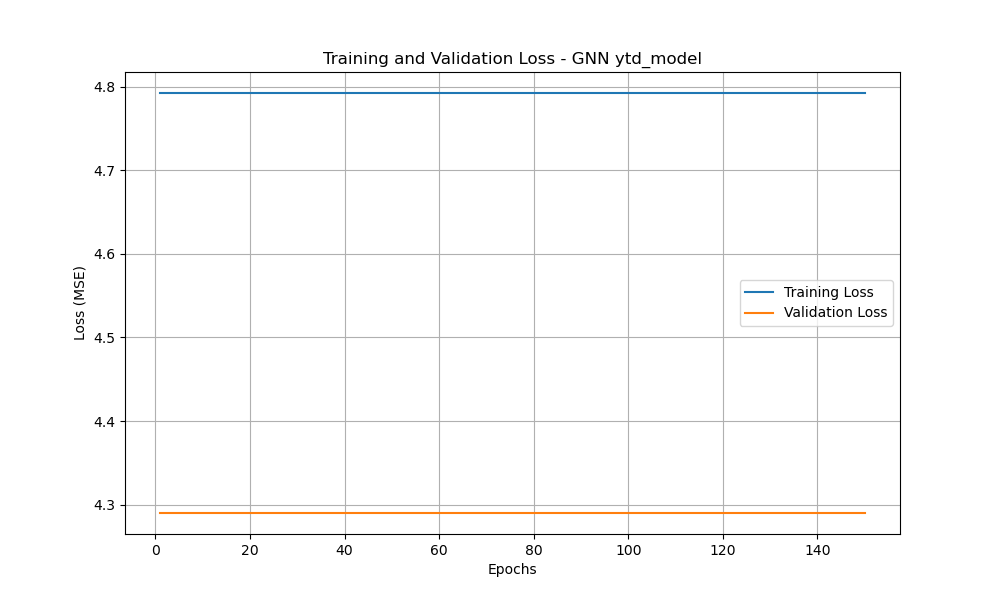 Training and Validation Loss - GNN ytd_model
4.8
4.7
4.6
4.5
4.4
4.3
Loss (MSE)
Training Loss
Validation Loss
0 20 40 60 80 100 120 140
Epochs